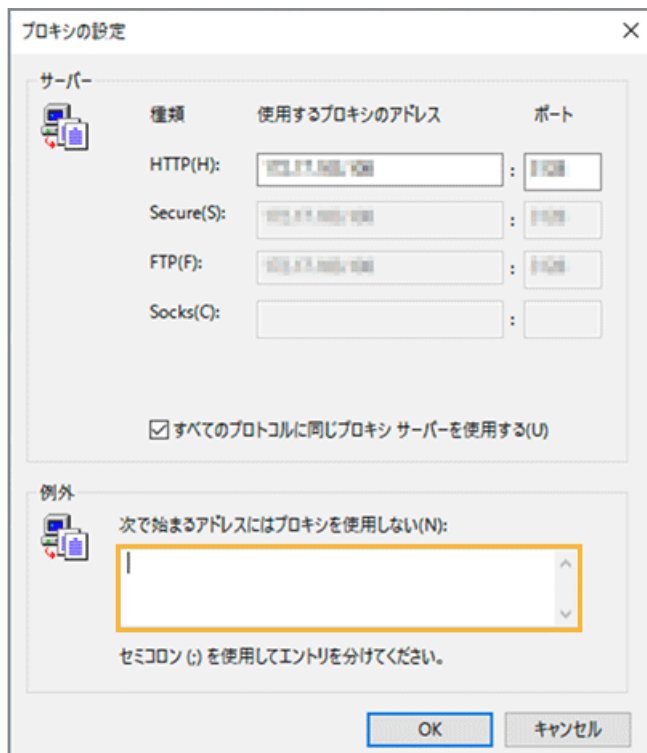 プロキシの設定
サーバー
種類 使用するプロキシのアドレス ポート
HTTP(H): :
Secure(S): :
FTP(F): :
Socks(C): :
すべてのプロトコルに同じプロキシ サーバーを使用する(U)
例外
次で始まるアドレスにはプロキシを使用しない(N):
セミコロン (;) を使用してエントリを分けてください。
OK キャンセル